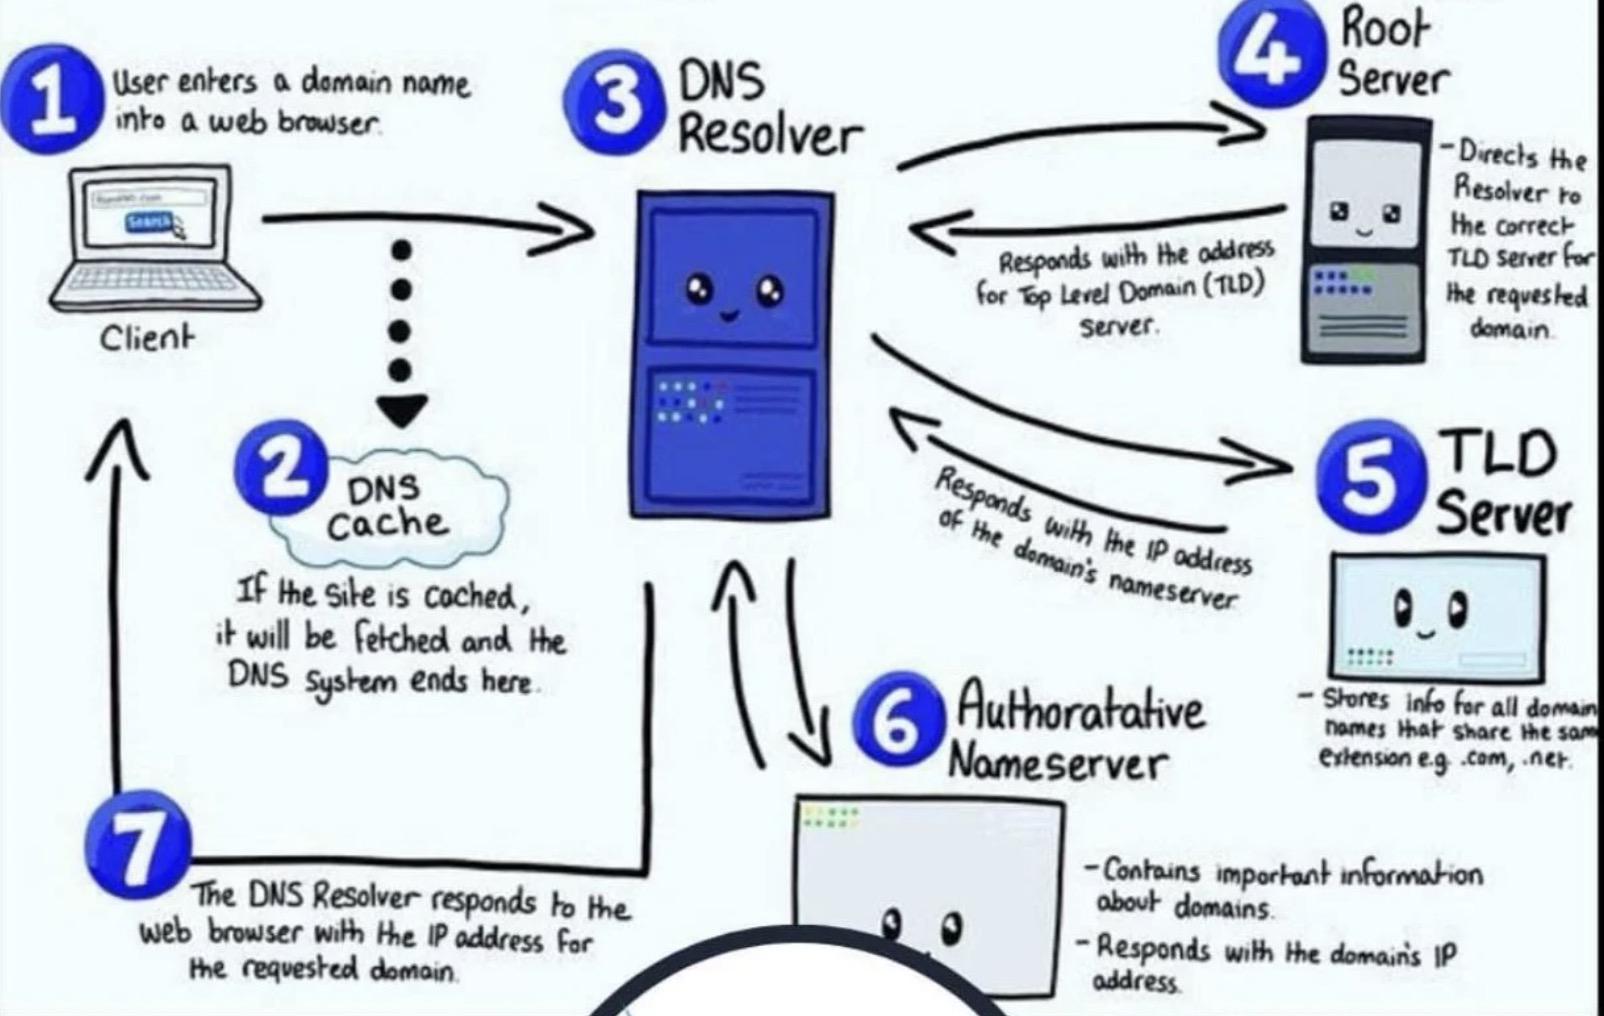 1
User enters a domain name
into a web browser.
Search
Client
2
DNS
Cache
If the site is cached,
it will be fetched and the
DNS System ends here.
3
DNS
Resolver
4
Root
Server
- Directs the
Resolver to
the correct
TLD server for
the requested
domain.
Responds with the address
for Top Level Domain (TLD)
server.
5
TLD
Server
Responds with the IP address
of the domain's nameserver
- Stores info for all domain
names that share the sam
extension e.g. .com, .net.
6
Authoratative
Nameserver
- Contains important information
about domains.
- Responds with the domain's IP
address.
7
The DNS Resolver responds to the
web browser with the IP address for
the requested domain.